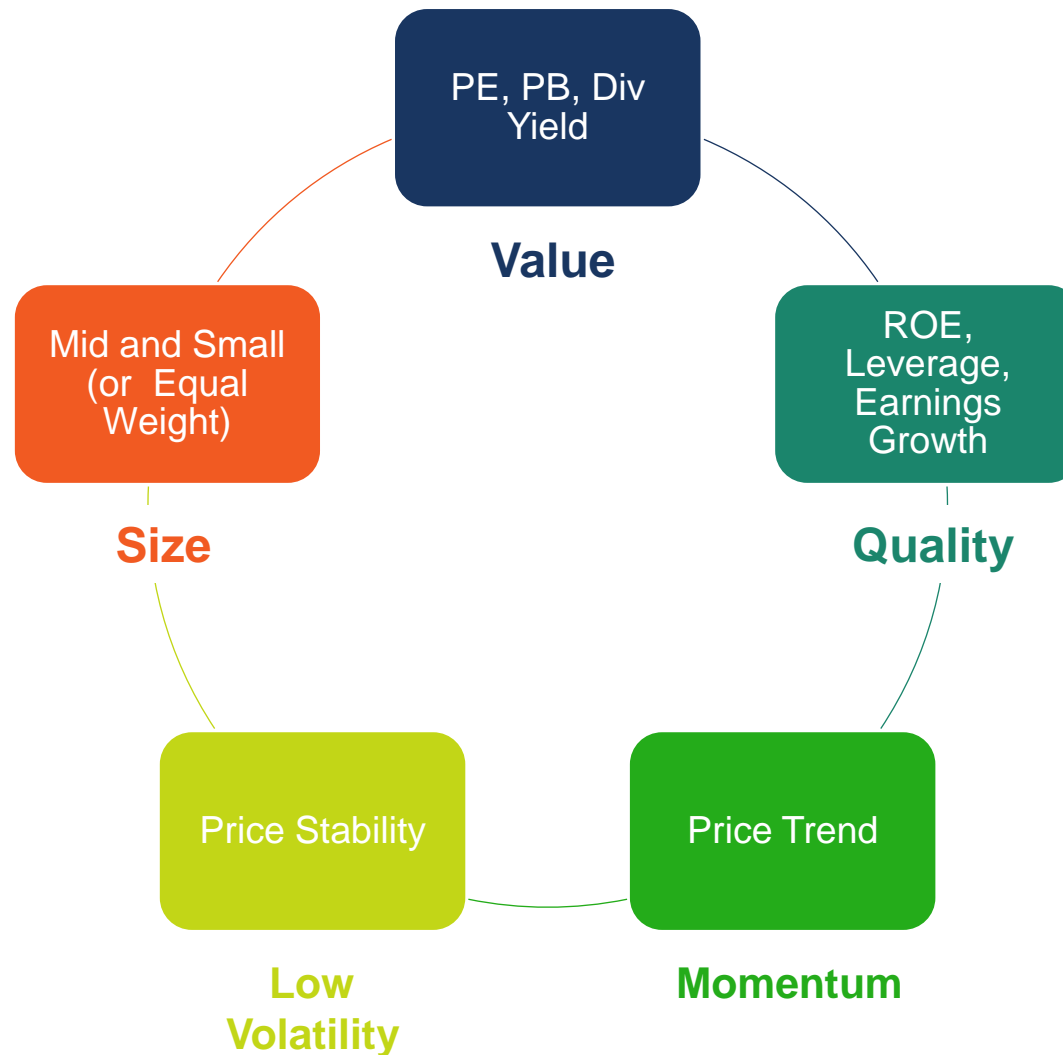 PE, PB, Div
Yield
Value
Mid and Small
(or Equal
Weight)
Size
ROE,
Leverage,
Earnings
Growth
Quality
Price Stability
Low
Volatility
Price Trend
Momentum